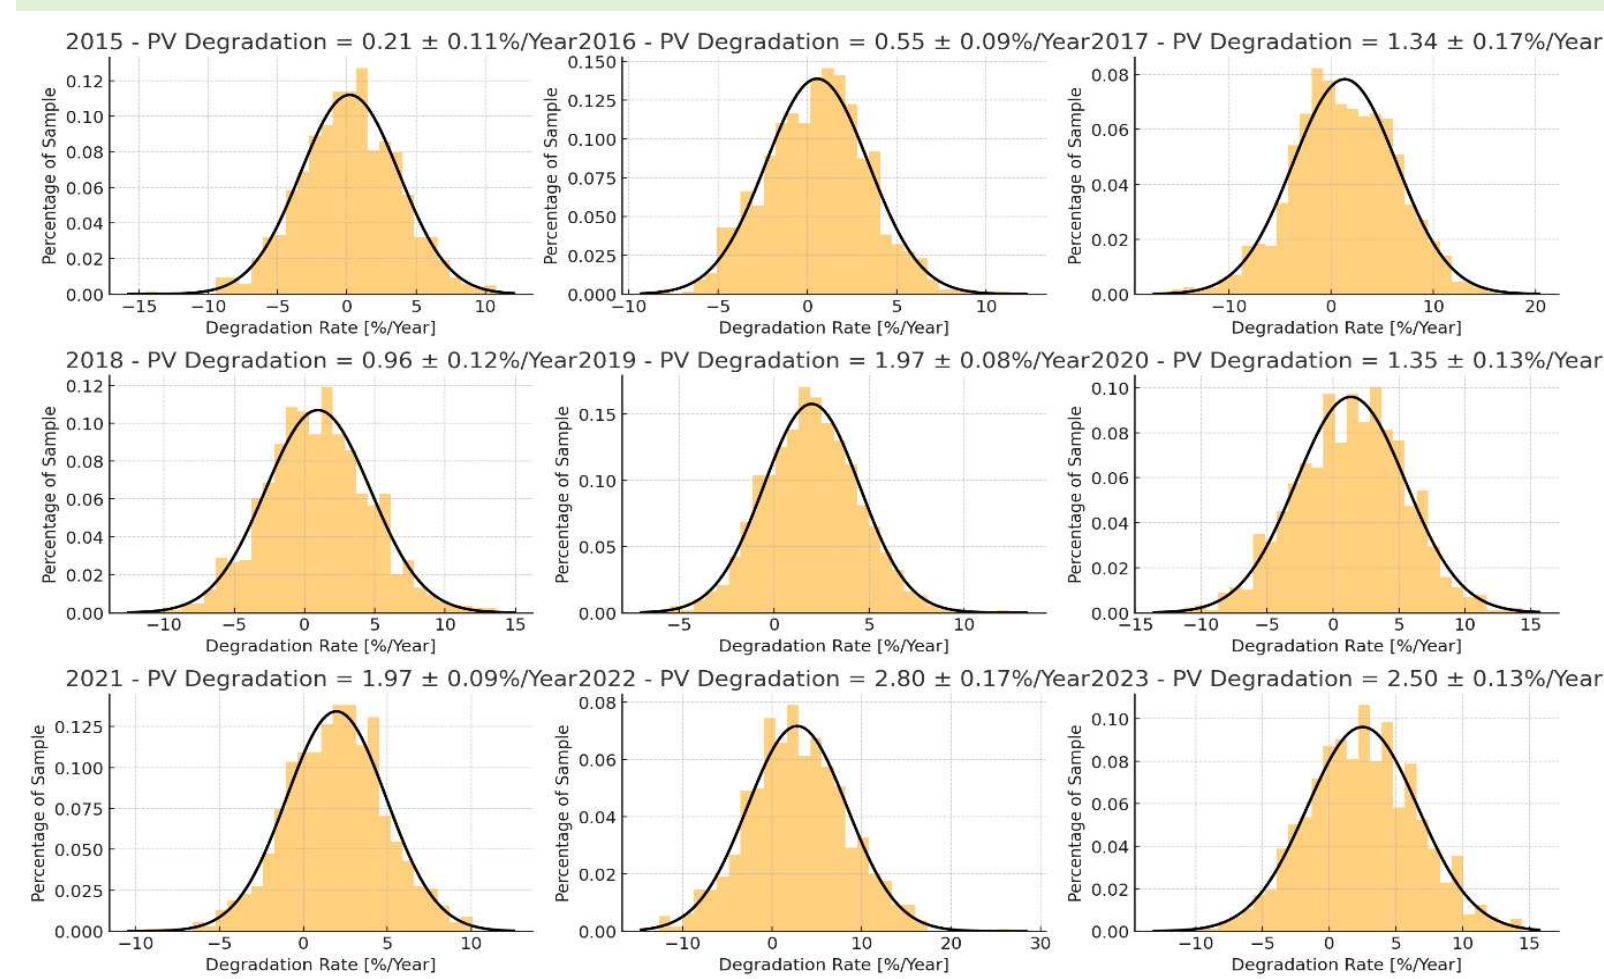 2015 - PV Degradation = 0.21 ± 0.11%/Year
Percentage of Sample
0.12
0.10
0.08
0.06
0.04
0.02
0.00
−15 −10 −5 0 5 10
Degradation Rate [%/Year]
2016 - PV Degradation = 0.55 ± 0.09%/Year
Percentage of Sample
0.150
0.125
0.100
0.075
0.050
0.025
0.000
−10 −5 0 5 10
Degradation Rate [%/Year]
2017 - PV Degradation = 1.34 ± 0.17%/Year
Percentage of Sample
0.08
0.06
0.04
0.02
0.00
−10 0 10 20
Degradation Rate [%/Year]
2018 - PV Degradation = 0.96 ± 0.12%/Year
Percentage of Sample
0.12
0.10
0.08
0.06
0.04
0.02
0.00
−10 −5 0 5 10 15
Degradation Rate [%/Year]
2019 - PV Degradation = 1.97 ± 0.08%/Year
Percentage of Sample
0.15
0.10
0.05
0.00
−5 0 5 10
Degradation Rate [%/Year]
2020 - PV Degradation = 1.35 ± 0.13%/Year
Percentage of Sample
0.10
0.08
0.06
0.04
0.02
0.00
−15 −10 −5 0 5 10 15
Degradation Rate [%/Year]
2021 - PV Degradation = 1.97 ± 0.09%/Year
Percentage of Sample
0.125
0.100
0.075
0.050
0.025
0.000
−10 −5 0 5 10
Degradation Rate [%/Year]
2022 - PV Degradation = 2.80 ± 0.17%/Year
Percentage of Sample
0.08
0.06
0.04
0.02
0.00
−10 0 10 20 30
Degradation Rate [%/Year]
2023 - PV Degradation = 2.50 ± 0.13%/Year
Percentage of Sample
0.10
0.08
0.06
0.04
0.02
0.00
−10 −5 0 5 10 15
Degradation Rate [%/Year]